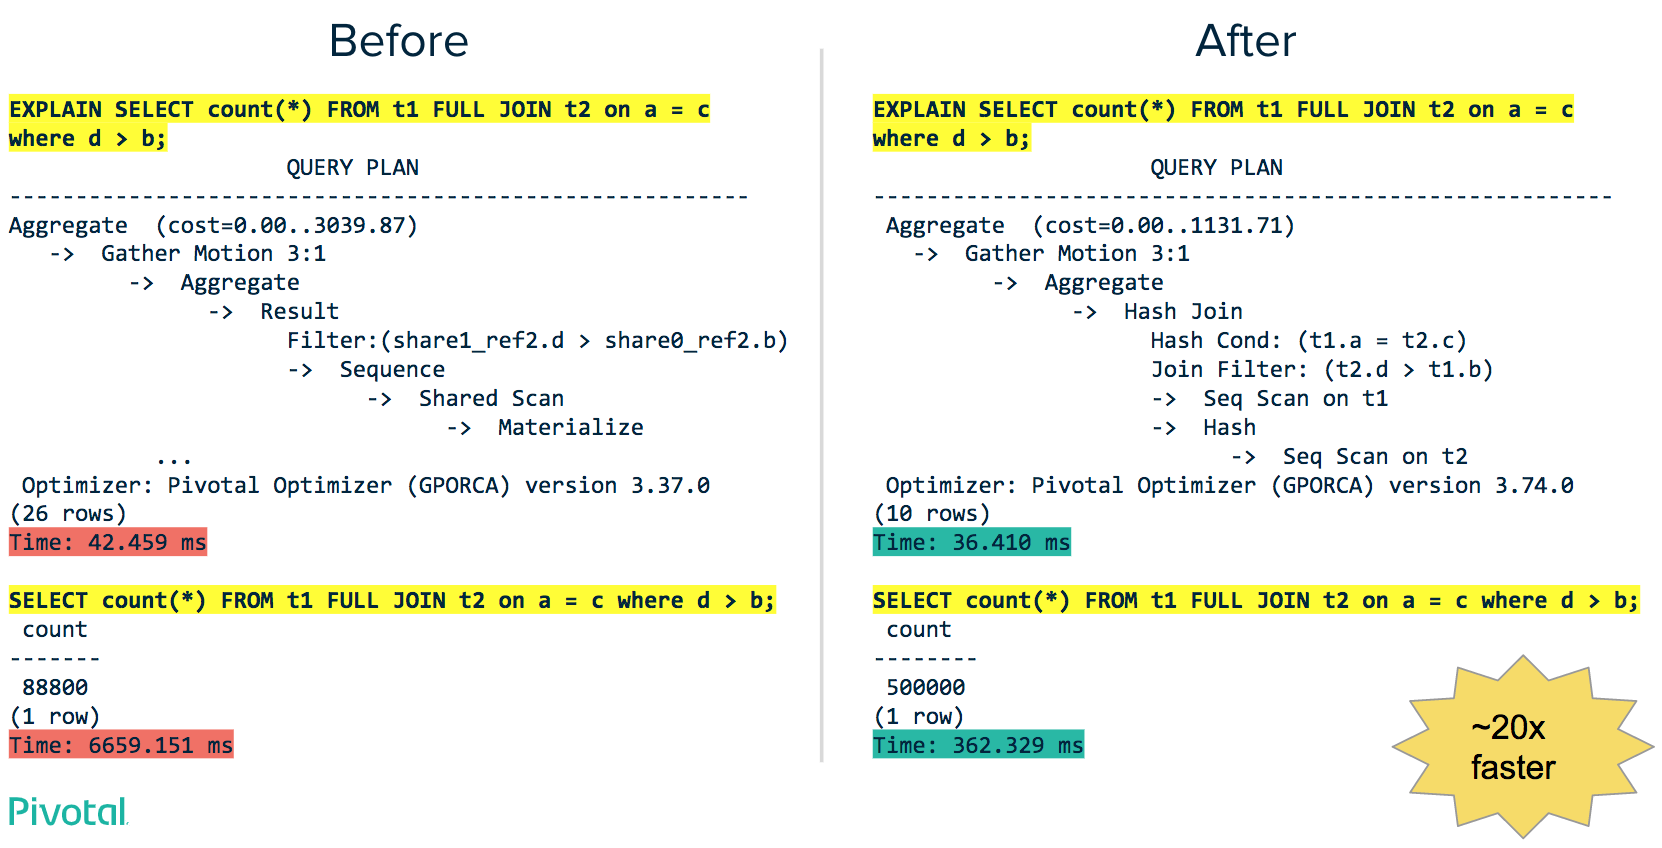 Before
EXPLAIN SELECT count(*) FROM t1 FULL JOIN t2 on a = c
where d > b;
QUERY PLAN
--------------------------------------------------------
Aggregate  (cost=0.00..3039.87)
->  Gather Motion 3:1
->  Aggregate
->  Result
Filter:(share1_ref2.d > share0_ref2.b)
->  Sequence
->  Shared Scan
->  Materialize
...
Optimizer: Pivotal Optimizer (GPORCA) version 3.37.0
(26 rows)
Time: 42.459 ms
SELECT count(*) FROM t1 FULL JOIN t2 on a = c where d > b;
count
-------
88800
(1 row)
Time: 6659.151 ms
After
EXPLAIN SELECT count(*) FROM t1 FULL JOIN t2 on a = c
where d > b;
QUERY PLAN
--------------------------------------------------------
Aggregate  (cost=0.00..1131.71)
->  Gather Motion 3:1
->  Aggregate
->  Hash Join
Hash Cond: (t1.a = t2.c)
Join Filter: (t2.d > t1.b)
->  Seq Scan on t1
->  Hash
->  Seq Scan on t2
Optimizer: Pivotal Optimizer (GPORCA) version 3.74.0
(10 rows)
Time: 36.410 ms
SELECT count(*) FROM t1 FULL JOIN t2 on a = c where d > b;
count
--------
500000
(1 row)
Time: 362.329 ms
~20x
faster
Pivotal